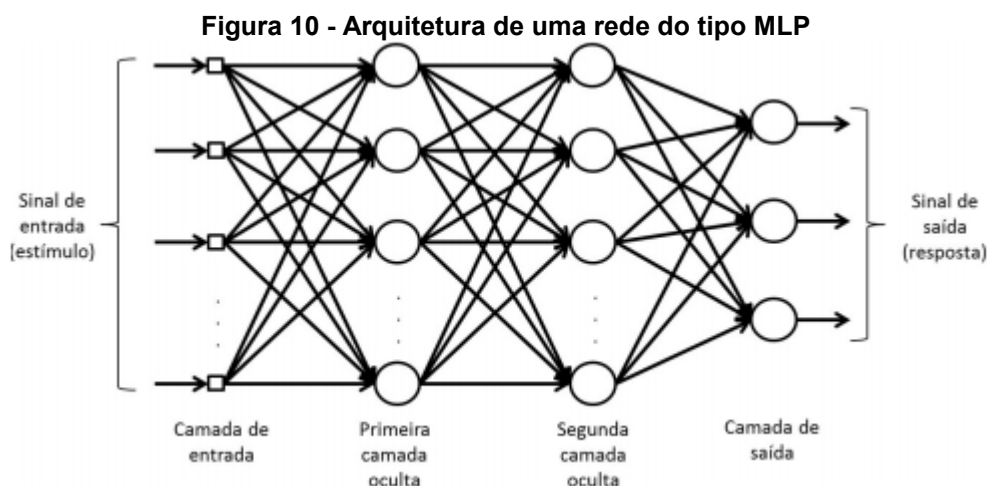 Figura 10 - Arquitetura de uma rede do tipo MLP
Sinal de
entrada
(estímulo)
Sinal de
saída
(resposta)
Camada de
entrada
Primeira
camada
oculta
Segunda
camada
oculta
Camada de
saída